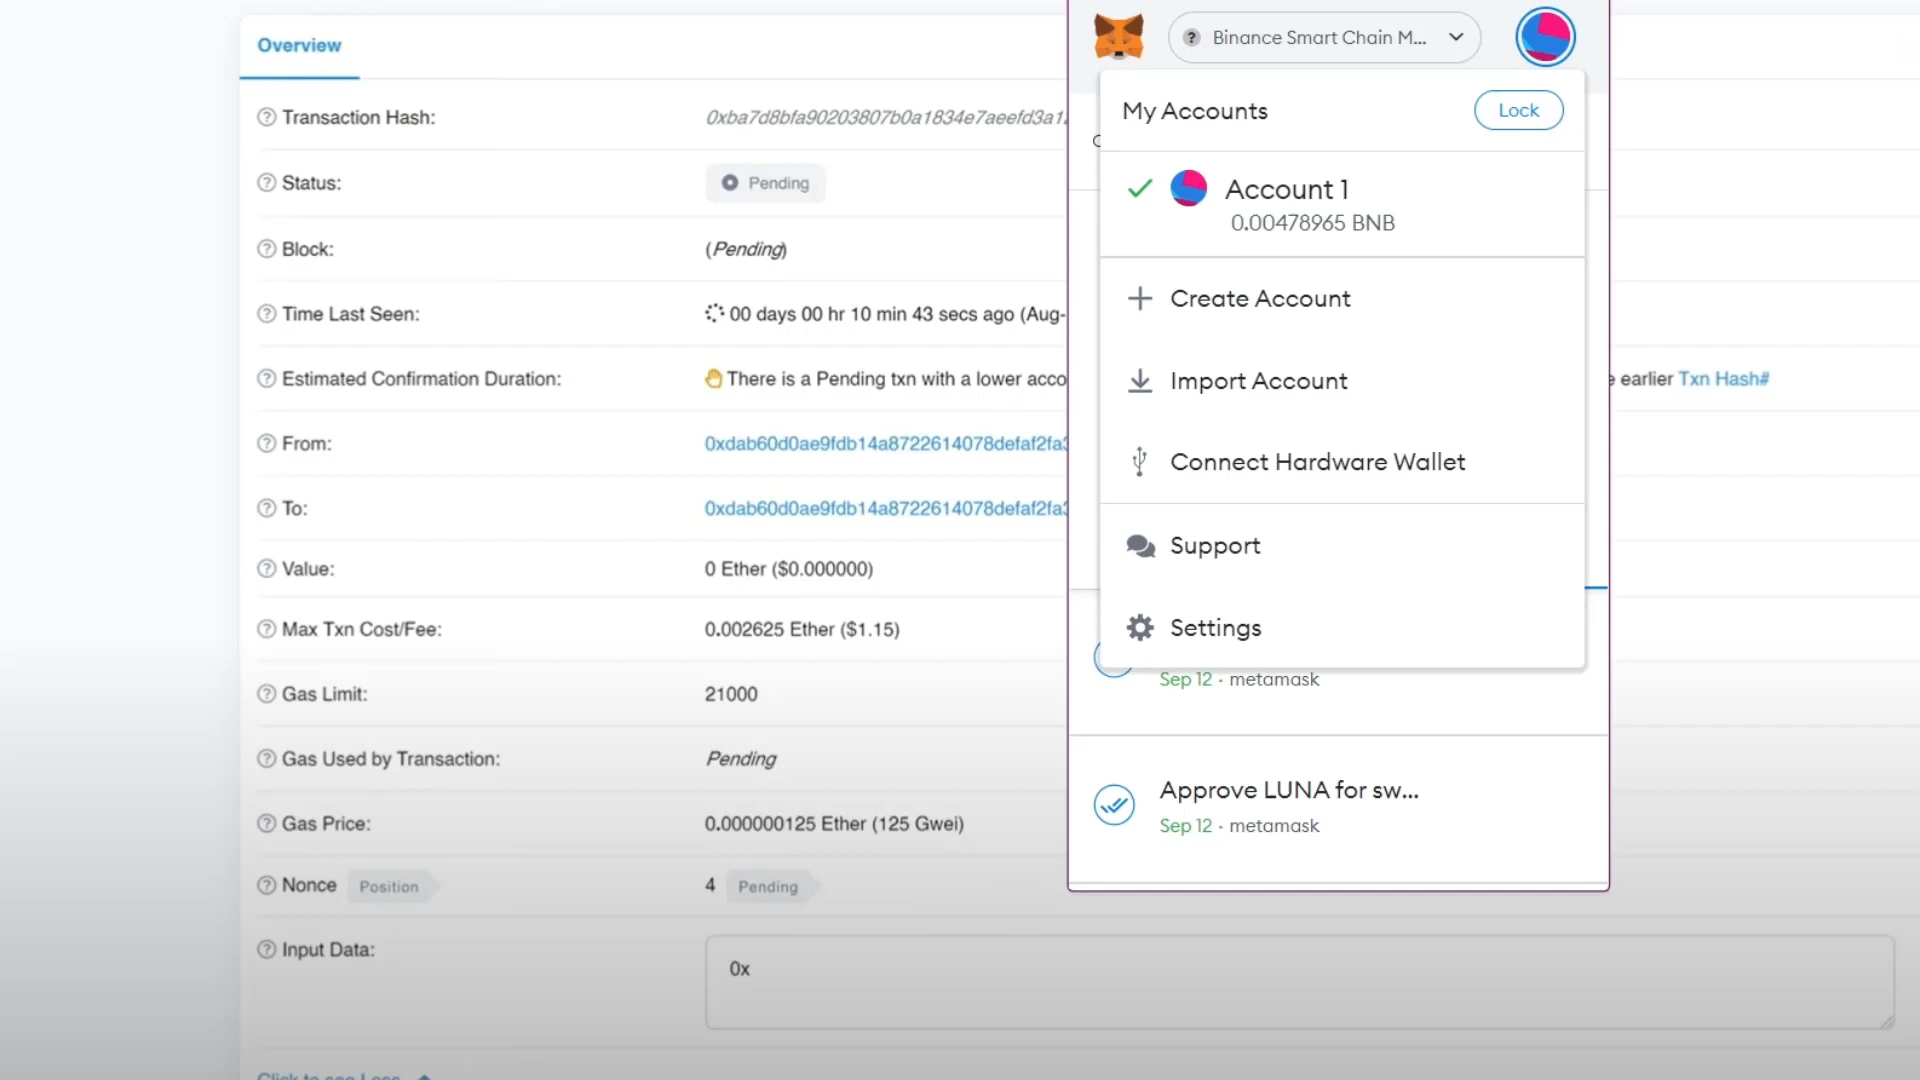 Overview
Transaction Hash:
0xba7d8bfa90203807b0a1834e7aeefd3a1
Status:
Pending
Block:
(Pending)
Time Last Seen:
00 days 00 hr 10 min 43 secs ago (Aug-
Estimated Confirmation Duration:
There is a Pending txn with a lower acco
earlier Txn Hash#
From:
0xdab60d0ae9fdb14a8722614078defaf2fa
To:
0xdab60d0ae9fdb14a8722614078defaf2fa
Value:
0 Ether ($0.000000)
Max Txn Cost/Fee:
0.002625 Ether ($1.15)
Gas Limit:
21000
Gas Used by Transaction:
Pending
Gas Price:
0.000000125 Ether (125 Gwei)
Nonce Position
4 Pending
Input Data:
0x
Click to see Less
Binance Smart Chain M...
My Accounts
Lock
Account 1
0.00478965 BNB
Create Account
Import Account
Connect Hardware Wallet
Support
Settings
Sep 12 · metamask
Approve LUNA for sw...
Sep 12 · metamask